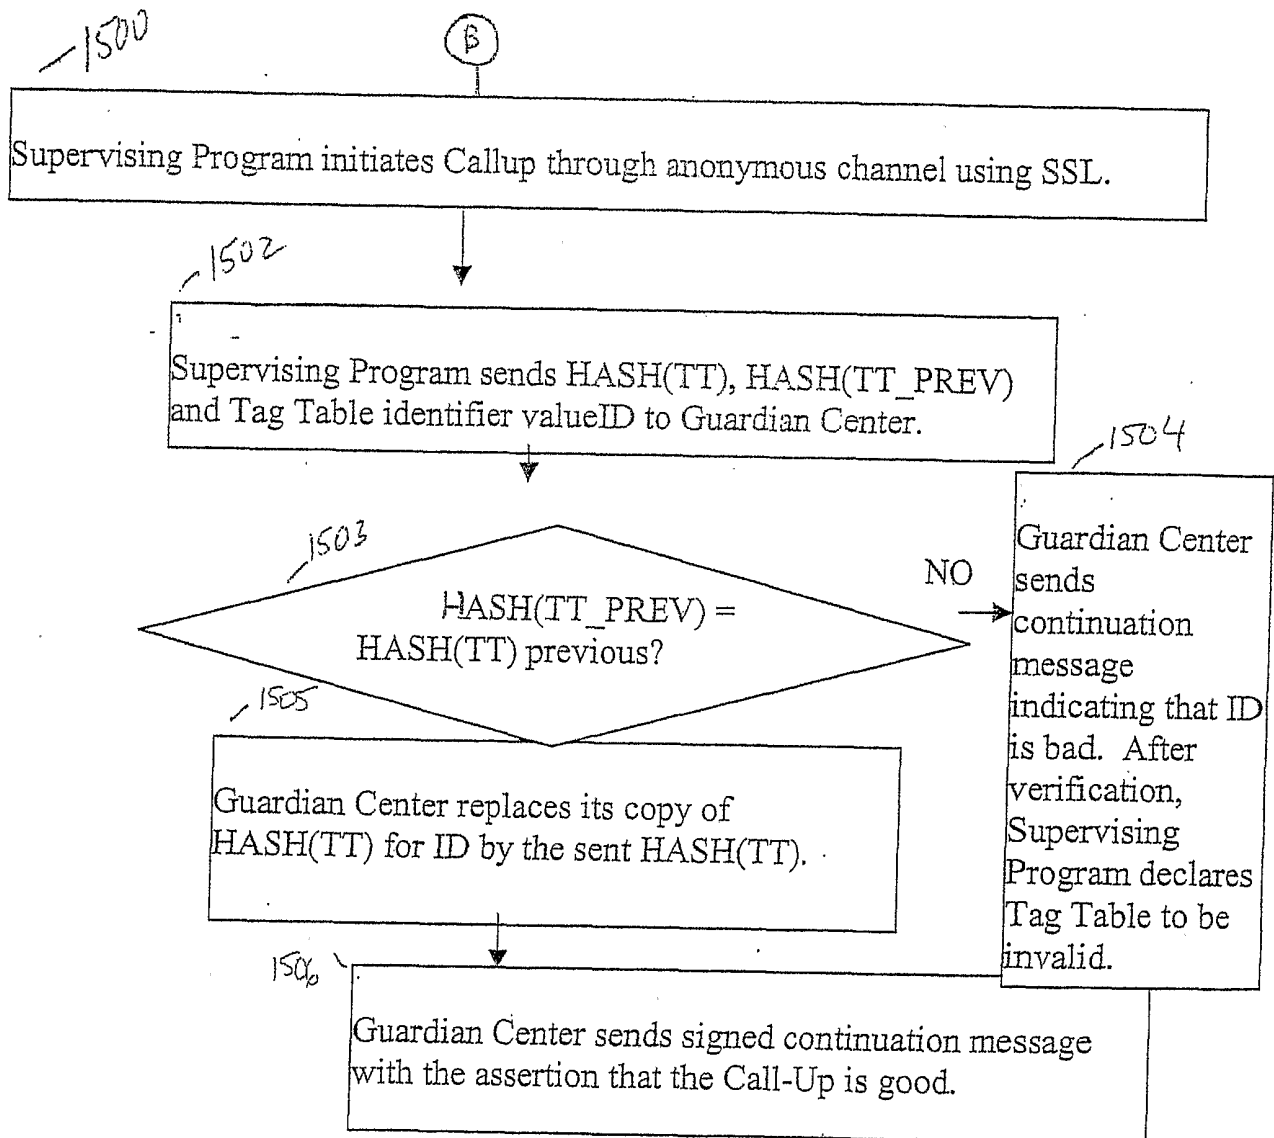 1500
B
Supervising Program initiates Callup through anonymous channel using SSL.
1502
Supervising Program sends HASH(TT), HASH(TT_PREV)
and Tag Table identifier valueID to Guardian Center.
1503
HASH(TT_PREV) =
HASH(TT) previous?
NO
1504
Guardian Center
sends
continuation
message
indicating that ID
is bad. After
verification,
Supervising
Program declares
Tag Table to be
invalid.
1505
Guardian Center replaces its copy of
HASH(TT) for ID by the sent HASH(TT).
1506
Guardian Center sends signed continuation message
with the assertion that the Call-Up is good.